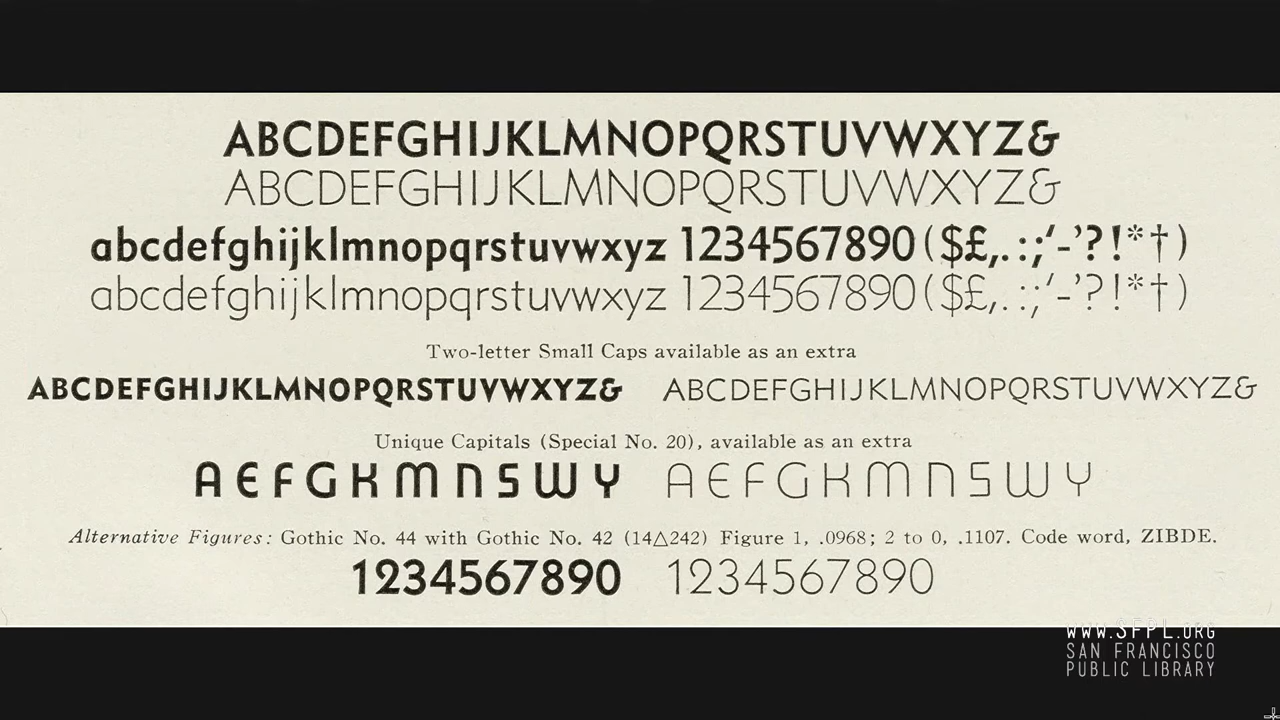 ABCDEFGHIJKLMNOPQRSTUVWXYZ&
ABCDEFGHIJKLMNOPQRSTUVWXYZ&
abcdefghijklmnopqrstuvwxyz 1234567890($£,.:;‘-’?!*†)
abcdefghijklmnopqrstuvwxyz 1234567890($£,.:;‘-’?!*†)
Two-letter Small Caps available as an extra
ABCDEFGHIJKLMNOPQRSTUVWXYZ& ABCDEFGHIJKLMNOPQRSTUVWXYZ&
Unique Capitals (Special No. 20), available as an extra
AEFGKMNSWY AEFGKMNSWY
Alternative Figures: Gothic No. 44 with Gothic No. 42 (14△242) Figure 1, .0968; 2 to 0, .1107. Code word, ZIBDE.
1234567890 1234567890
WWW.SFPL.ORG
SAN FRANCISCO
PUBLIC LIBRARY